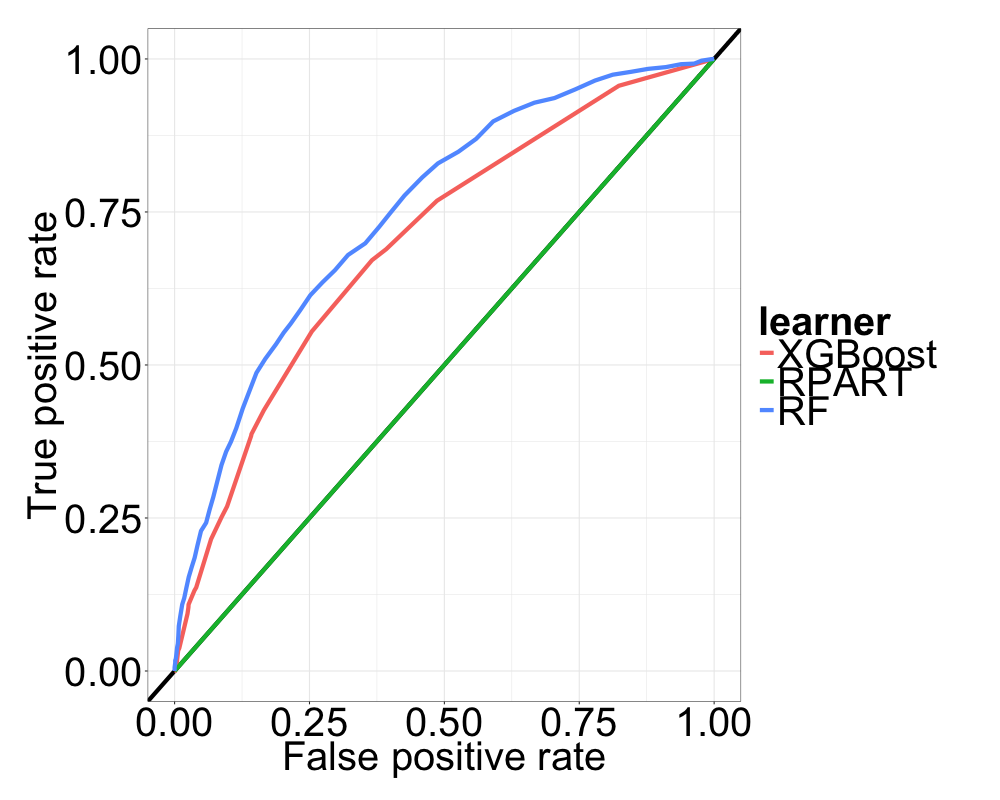 True positive rate
1.00
0.75
0.50
0.25
0.00
0.00 0.25 0.50 0.75 1.00
False positive rate
learner
XGBoost
RPART
RF